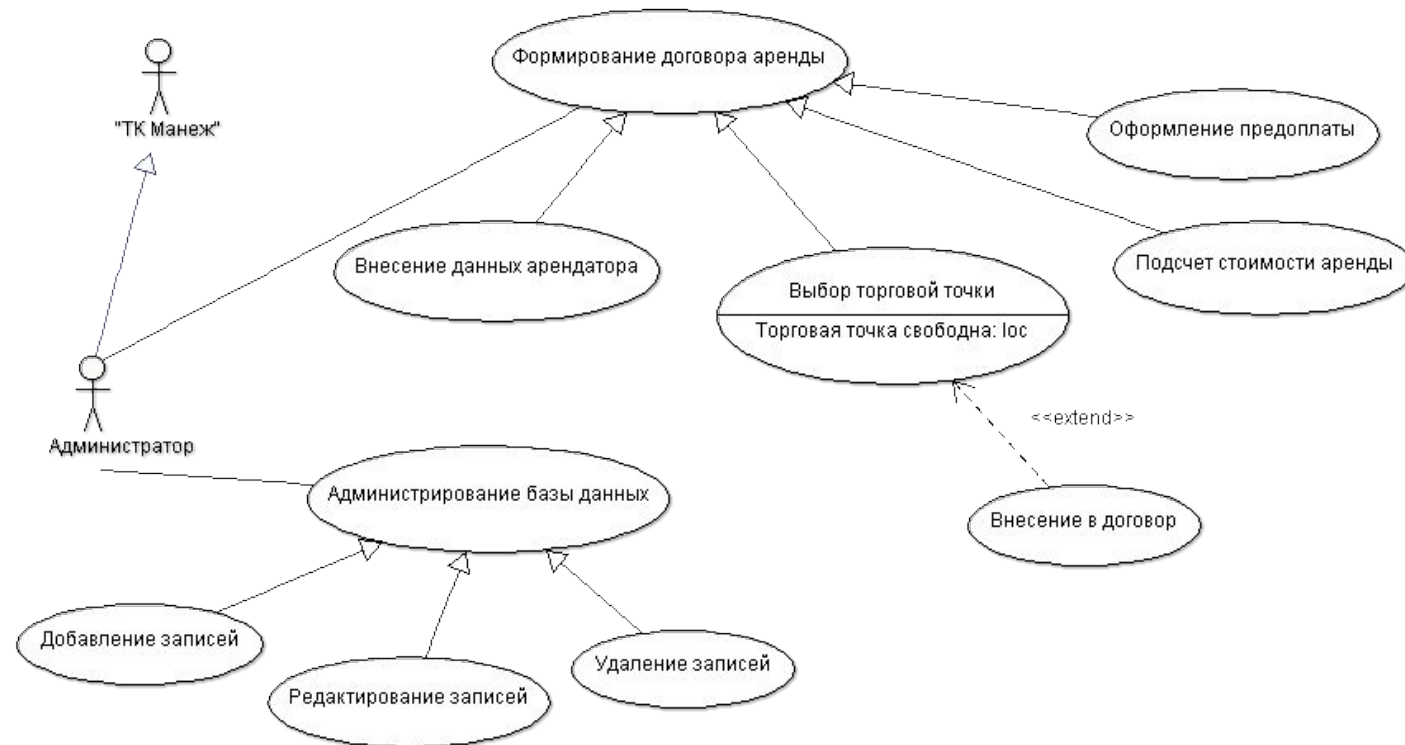 Формирование договора аренды
"ТК Манеж"
Оформление предоплаты
Внесение данных арендатора
Подсчет стоимости аренды
Выбор торговой точки
Торговая точка свободна: loc
<<extend>>
Администратор
Администрирование базы данных
Внесение в договор
Добавление записей
Удаление записей
Редактирование записей